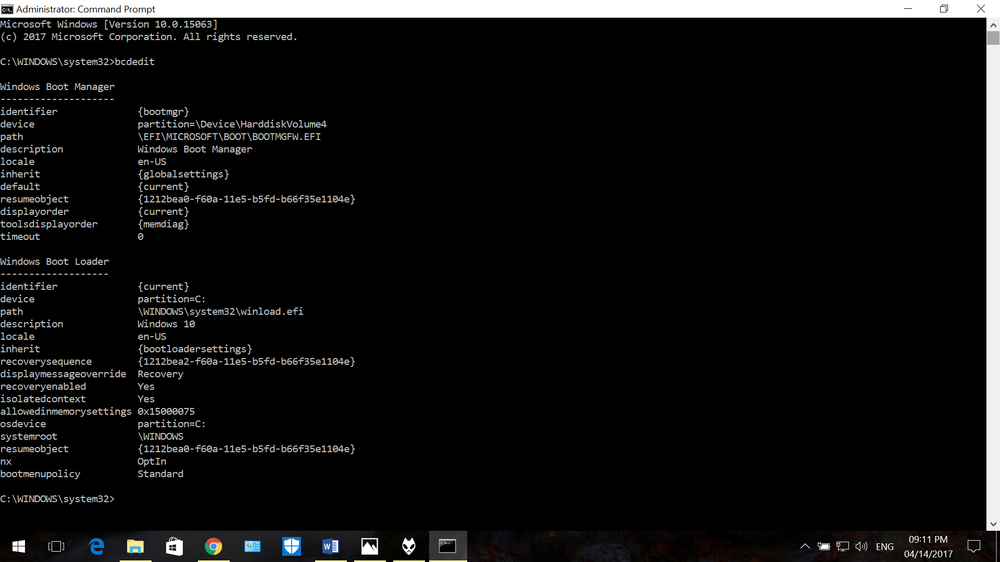 Administrator: Command Prompt
Microsoft Windows [Version 10.0.15063]
(c) 2017 Microsoft Corporation. All rights reserved.
C:\WINDOWS\system32>bcdedit
Windows Boot Manager
--------------------
identifier              {bootmgr}
device                  partition=\Device\HarddiskVolume4
path                    \EFI\MICROSOFT\BOOT\BOOTMGFW.EFI
description             Windows Boot Manager
locale                  en-US
inherit                 {globalsettings}
default                 {current}
resumeobject            {1212bea0-f60a-11e5-b5fd-b66f35e1104e}
displayorder            {current}
toolsdisplayorder       {memdiag}
timeout                 0
Windows Boot Loader
-------------------
identifier              {current}
device                  partition=C:
path                    \WINDOWS\system32\winload.efi
description             Windows 10
locale                  en-US
inherit                 {bootloadersettings}
recoverysequence        {1212bea2-f60a-11e5-b5fd-b66f35e1104e}
displaymessageoverride  Recovery
recoveryenabled         Yes
isolatedcontext         Yes
allowedinmemorysettings 0x15000075
osdevice                partition=C:
systemroot              \WINDOWS
resumeobject            {1212bea0-f60a-11e5-b5fd-b66f35e1104e}
nx                      OptIn
bootmenupolicy          Standard
C:\WINDOWS\system32>
ENG
09:11 PM
04/14/2017